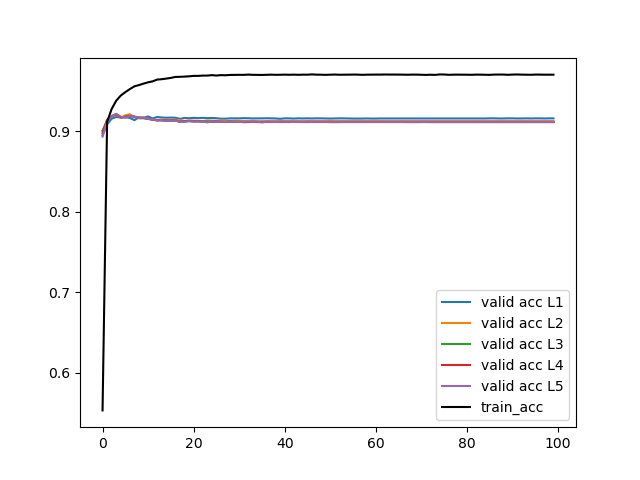 0.9
0.8
0.7
0.6
0
20
40
60
80
100
valid acc L1
valid acc L2
valid acc L3
valid acc L4
valid acc L5
train_acc